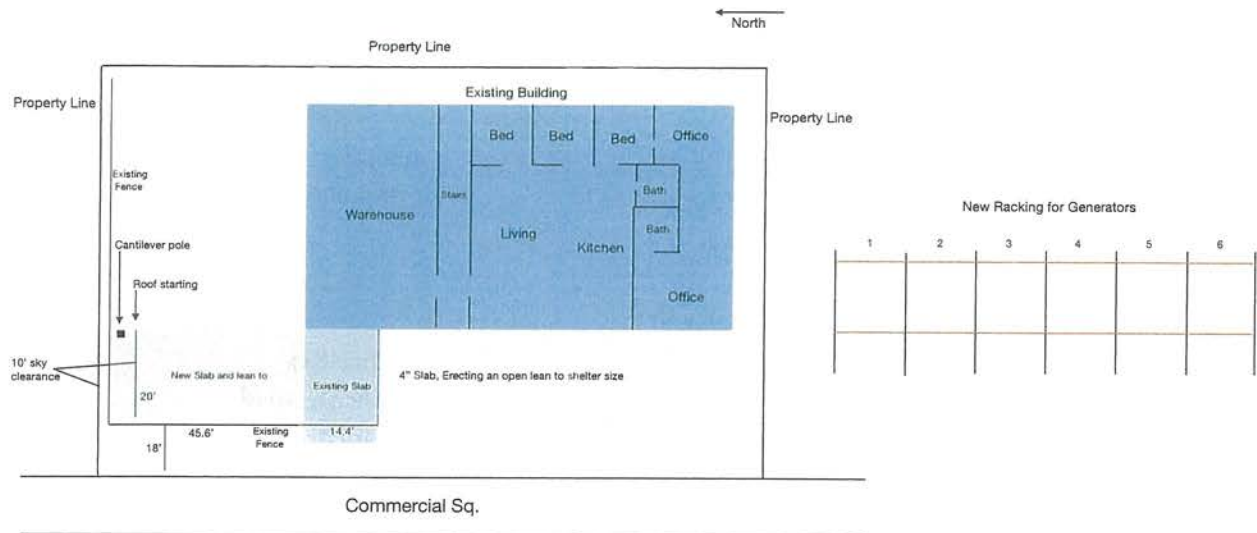 North
Property Line
Property Line
Existing Building
Property Line
Bed
Bed
Bed
Office
Existing
Fence
Stairs
Bath
Warehouse
New Racking for Generators
Living
Kitchen
Bath
Cantilever pole
1
2
3
4
5
6
Roof starting
Office
10' sky
clearance
New Slab and lean to
Existing Slab
4" Slab, Erecting an open lean to shelter size
20'
45.6'
Existing
Fence
14.4'
18'
Commercial Sq.